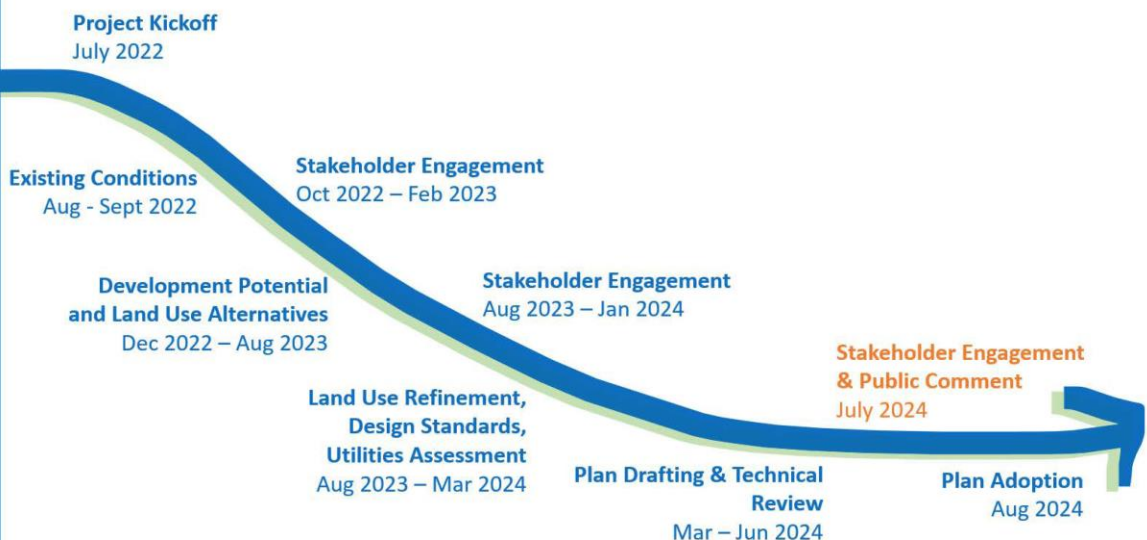 Project Kickoff
July 2022
Existing Conditions
Aug - Sept 2022
Stakeholder Engagement
Oct 2022 – Feb 2023
Development Potential
and Land Use Alternatives
Dec 2022 – Aug 2023
Stakeholder Engagement
Aug 2023 – Jan 2024
Land Use Refinement,
Design Standards,
Utilities Assessment
Aug 2023 – Mar 2024
Plan Drafting & Technical
Review
Mar – Jun 2024
Stakeholder Engagement
& Public Comment
July 2024
Plan Adoption
Aug 2024